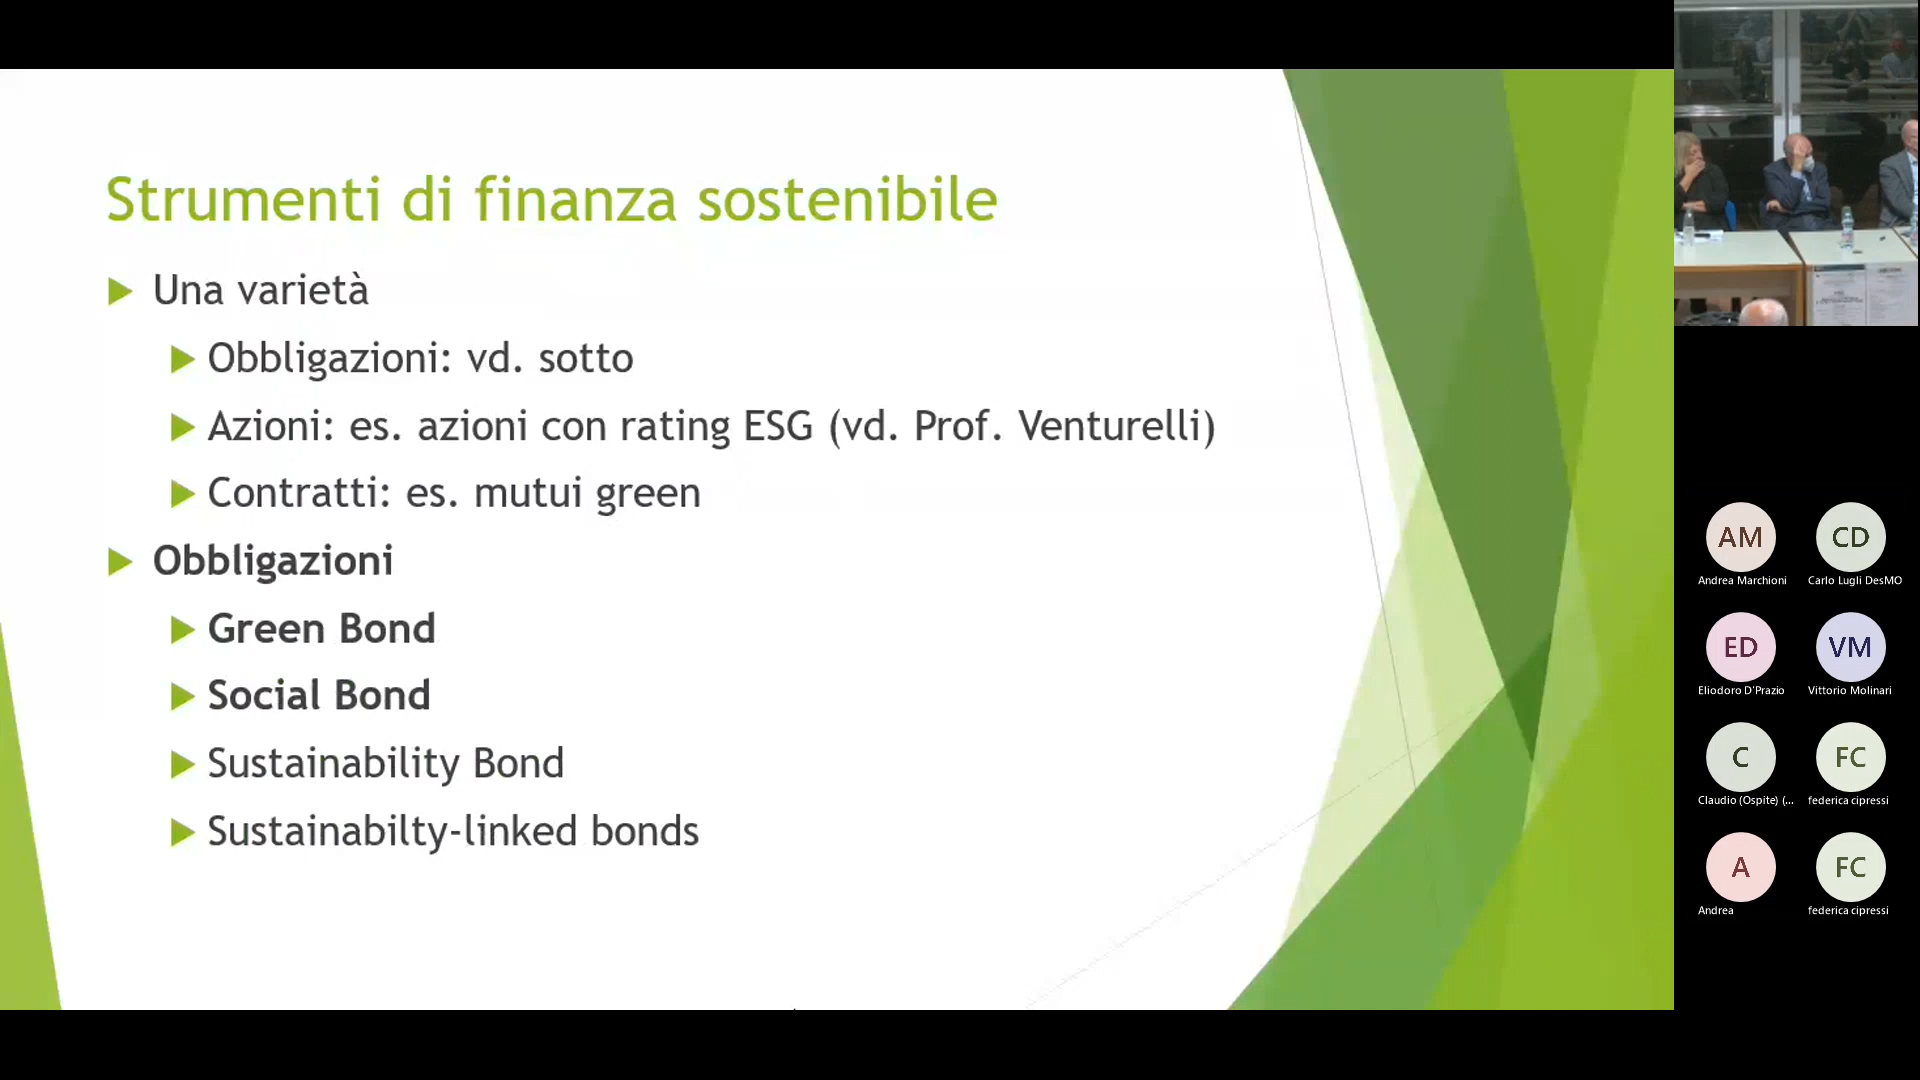 Strumenti di finanza sostenibile
Una varietà
Obbligazioni: vd. sotto
Azioni: es. azioni con rating ESG (vd. Prof. Venturelli)
Contratti: es. mutui green
Obbligazioni
Green Bond
Social Bond
Sustainability Bond
Sustainabilty-linked bonds
AM
Andrea Marchioni
CD
Carlo Lugli DesMO
ED
Eliodoro D'Prazio
VM
Vittorio Molinari
C
Claudio (Ospite) (...
FC
federica cipressi
A
Andrea
FC
federica cipressi